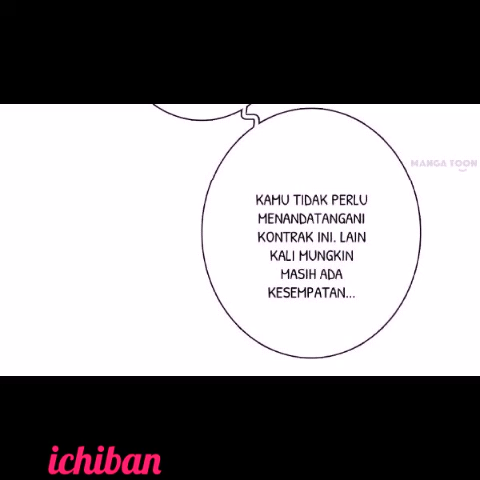 MANGA TOON
KAMU TIDAK PERLU
MENANDATANGANI
KONTRAK INI. LAIN
KALI MUNGKIN
MASIH ADA
KESEMPATAN...
ichiban